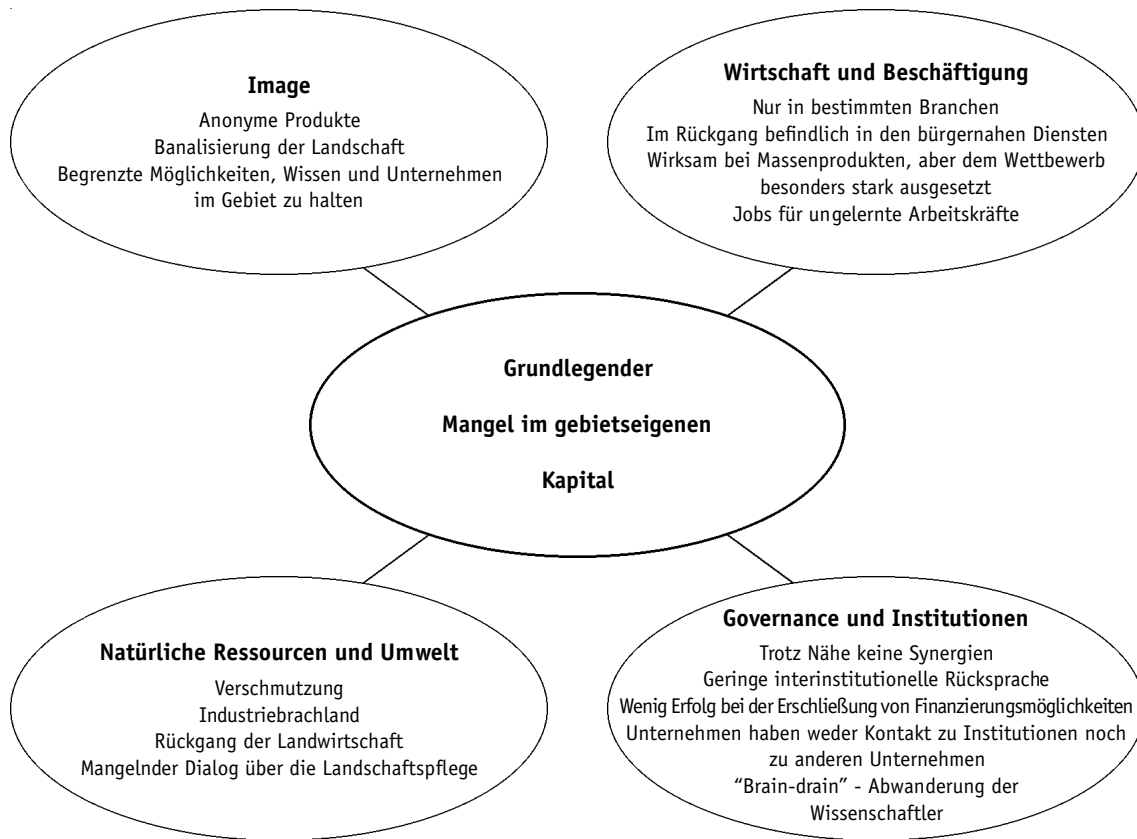 Image
Anonyme Produkte
Banalisierung der Landschaft
Begrenzte Möglichkeiten, Wissen und Unternehmen
im Gebiet zu halten
Wirtschaft und Beschäftigung
Nur in bestimmten Branchen
Im Rückgang befindlich in den bürgernahen Diensten
Wirksam bei Massenprodukten, aber dem Wettbewerb
besonders stark ausgesetzt
Jobs für ungelernte Arbeitskräfte
Grundlegender
Mangel im gebietseigenen
Kapital
Natürliche Ressourcen und Umwelt
Verschmutzung
Industriebrachland
Rückgang der Landwirtschaft
Mangelnder Dialog über die Landschaftspflege
Governance und Institutionen
Trotz Nähe keine Synergien
Geringe interinstitutionelle Rücksprache
Wenig Erfolg bei der Erschließung von Finanzierungsmöglichkeiten
Unternehmen haben weder Kontakt zu Institutionen noch
zu anderen Unternehmen
“Brain-drain” - Abwanderung der
Wissenschaftler